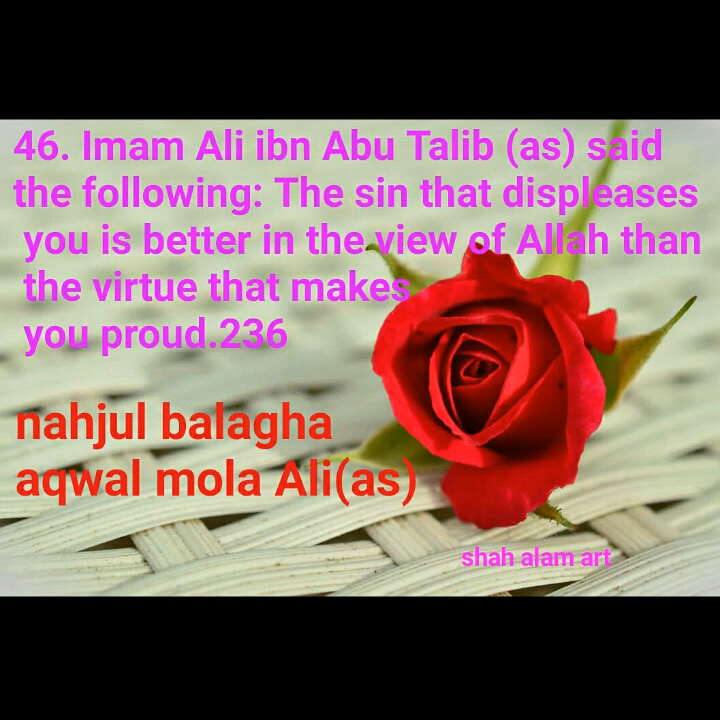 46. Imam Ali ibn Abu Talib (as) said
the following: The sin that displeases
you is better in the view of Allah than
the virtue that makes
you proud.236
nahjul balagha
aqwal mola Ali(as)
shah alam art